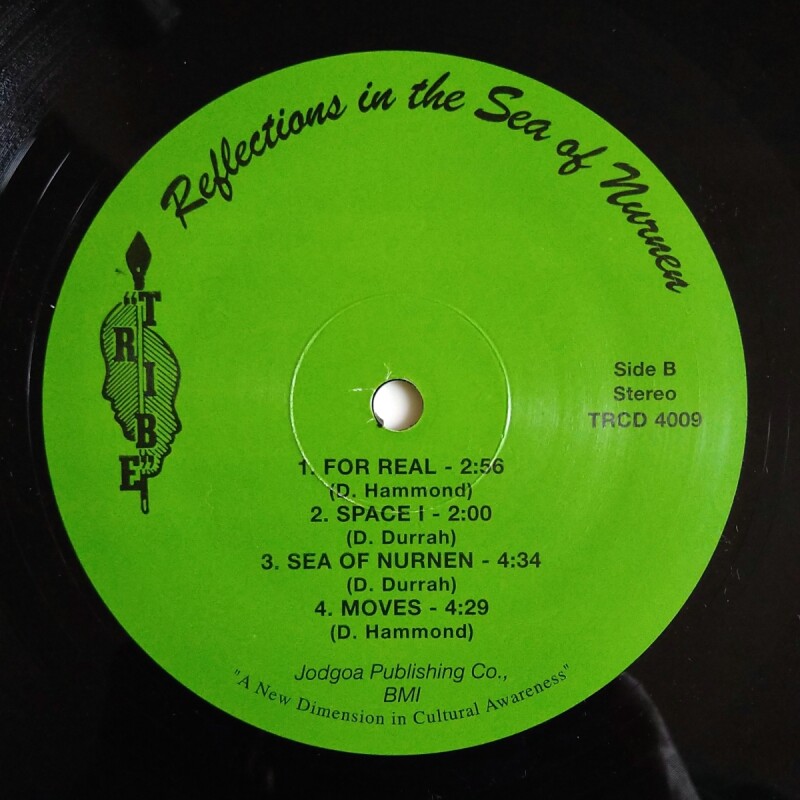 Reflections in the Sea of Nurnen
"TRIBE"
Side B
Stereo
TRCD 4009
1. FOR REAL - 2:56
(D. Hammond)
2. SPACE I - 2:00
(D. Durrah)
3. SEA OF NURNEN - 4:34
(D. Durrah)
4. MOVES - 4:29
(D. Hammond)
Jodgoa Publishing Co.,
BMI
"A New Dimension in Cultural Awareness"